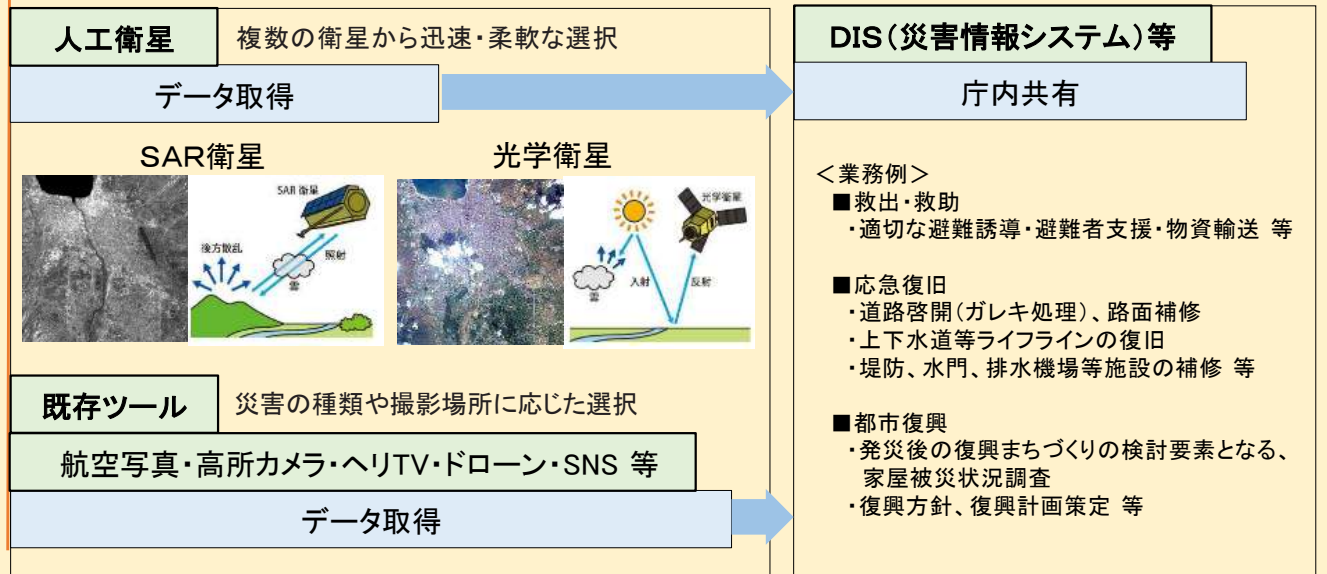 人工衛星
複数の衛星から迅速・柔軟な選択
データ取得
SAR衛星
光学衛星
SAR 衛星
後方散乱
照射
雲
光学衛星
雲
入射
反射
既存ツール
災害の種類や撮影場所に応じた選択
航空写真・高所カメラ・ヘリTV・ドローン・SNS 等
データ取得
DIS(災害情報システム)等
庁内共有
＜業務例＞
■救出・救助
・適切な避難誘導・避難者支援・物資輸送 等
■応急復旧
・道路啓開(ガレキ処理)、路面補修
・上下水道等ライフラインの復旧
・堤防、水門、排水機場等施設の補修 等
■都市復興
・発災後の復興まちづくりの検討要素となる、
家屋被災状況調査
・復興方針、復興計画策定 等